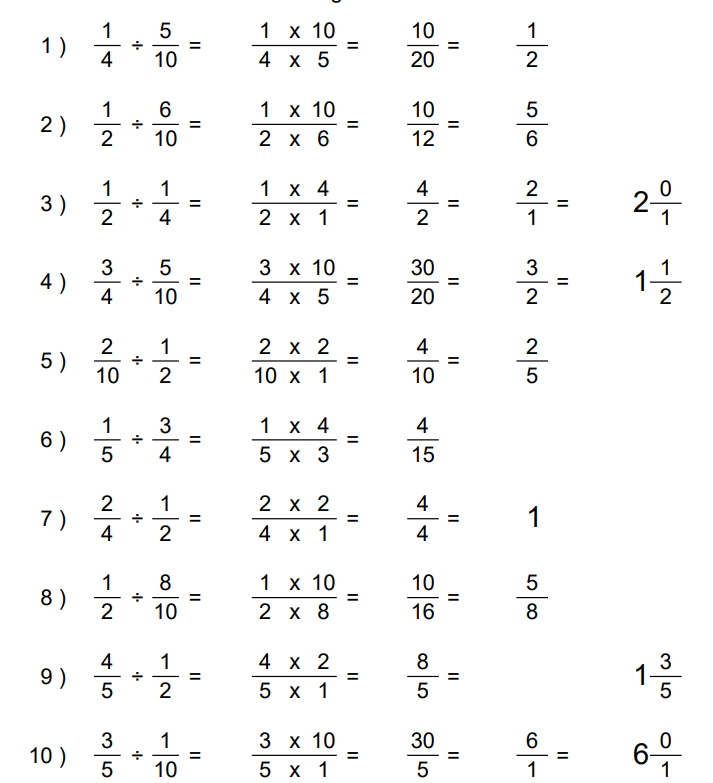 1 ) 1/4 ÷ 5/10 = 1 x 10/4 x 5 = 10/20 = 1/2
2 ) 1/2 ÷ 6/10 = 1 x 10/2 x 6 = 10/12 = 5/6
3 ) 1/2 ÷ 1/4 = 1 x 4/2 x 1 = 4/2 = 2/1 = 2 0/1
4 ) 3/4 ÷ 5/10 = 3 x 10/4 x 5 = 30/20 = 3/2 = 1 1/2
5 ) 2/10 ÷ 1/2 = 2 x 2/10 x 1 = 4/10 = 2/5
6 ) 1/5 ÷ 3/4 = 1 x 4/5 x 3 = 4/15
7 ) 2/4 ÷ 1/2 = 2 x 2/4 x 1 = 4/4 = 1
8 ) 1/2 ÷ 8/10 = 1 x 10/2 x 8 = 10/16 = 5/8
9 ) 4/5 ÷ 1/2 = 4 x 2/5 x 1 = 8/5 = 1 3/5
10 ) 3/5 ÷ 1/10 = 3 x 10/5 x 1 = 30/5 = 6/1 = 6 0/1